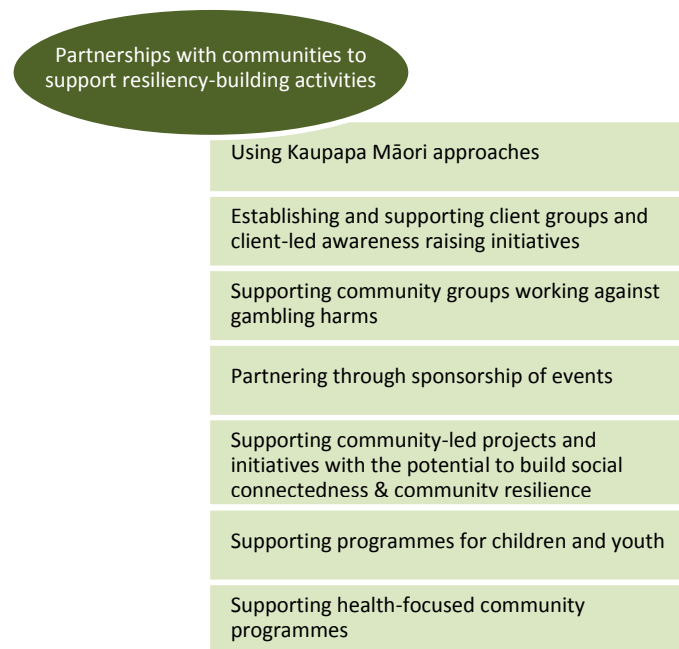 Partnerships with communities to
support resiliency-building activities
Using Kaupapa Māori approaches
Establishing and supporting client groups and
client-led awareness raising initiatives
Supporting community groups working against
gambling harms
Partnering through sponsorship of events
Supporting community-led projects and
initiatives with the potential to build social
connectedness & community resilience
Supporting programmes for children and youth
Supporting health-focused community
programmes